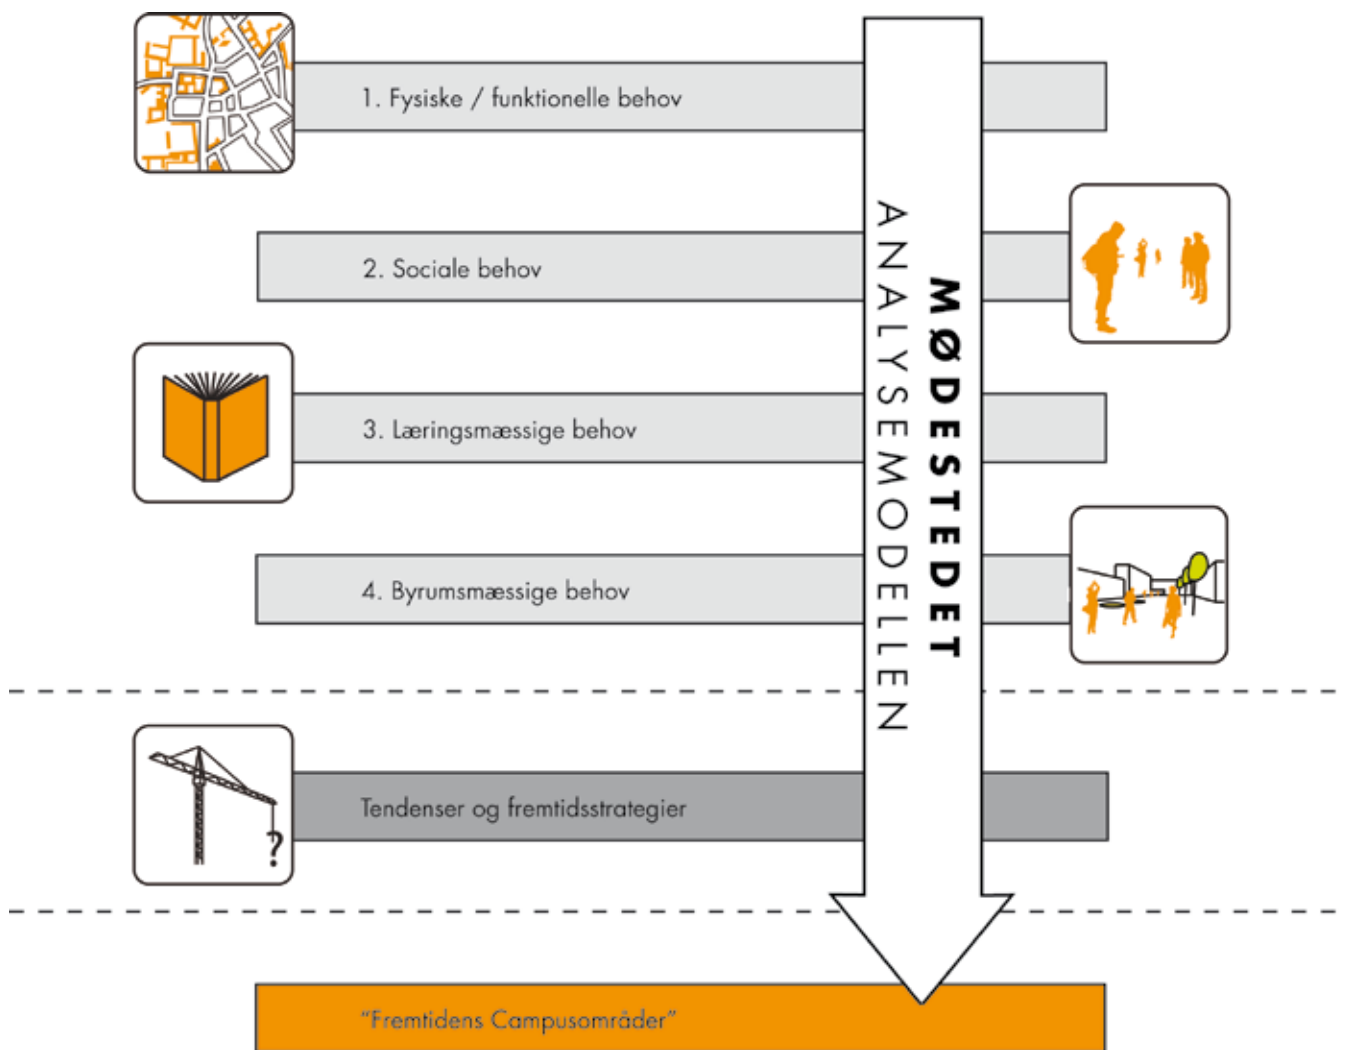 1. Fysiske / funktionelle behov
2. Sociale behov
3. Læringsmæssige behov
4. Byrumsmæssige behov
MØDESTEDET
ANALYSEMODELLEN
Tendenser og fremtidsstrategier
?
"Fremtidens Campusområder"